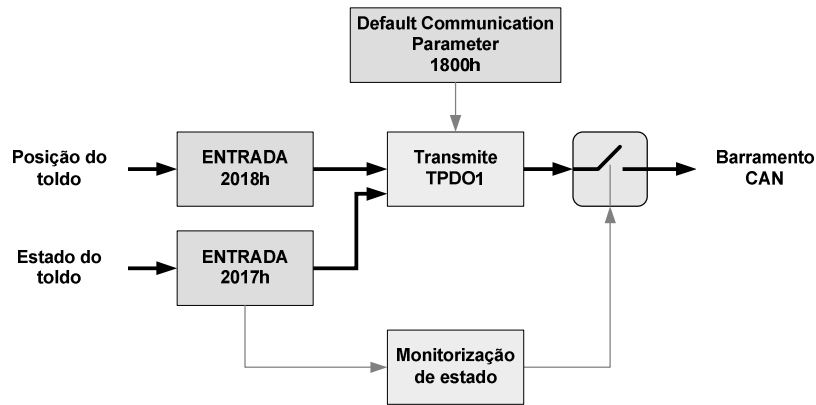 Default Communication
Parameter
1800h
Posição do
toldo
ENTRADA
2018h
Transmite
TPDO1
Barramento
CAN
Estado do
toldo
ENTRADA
2017h
Monitorização
de estado